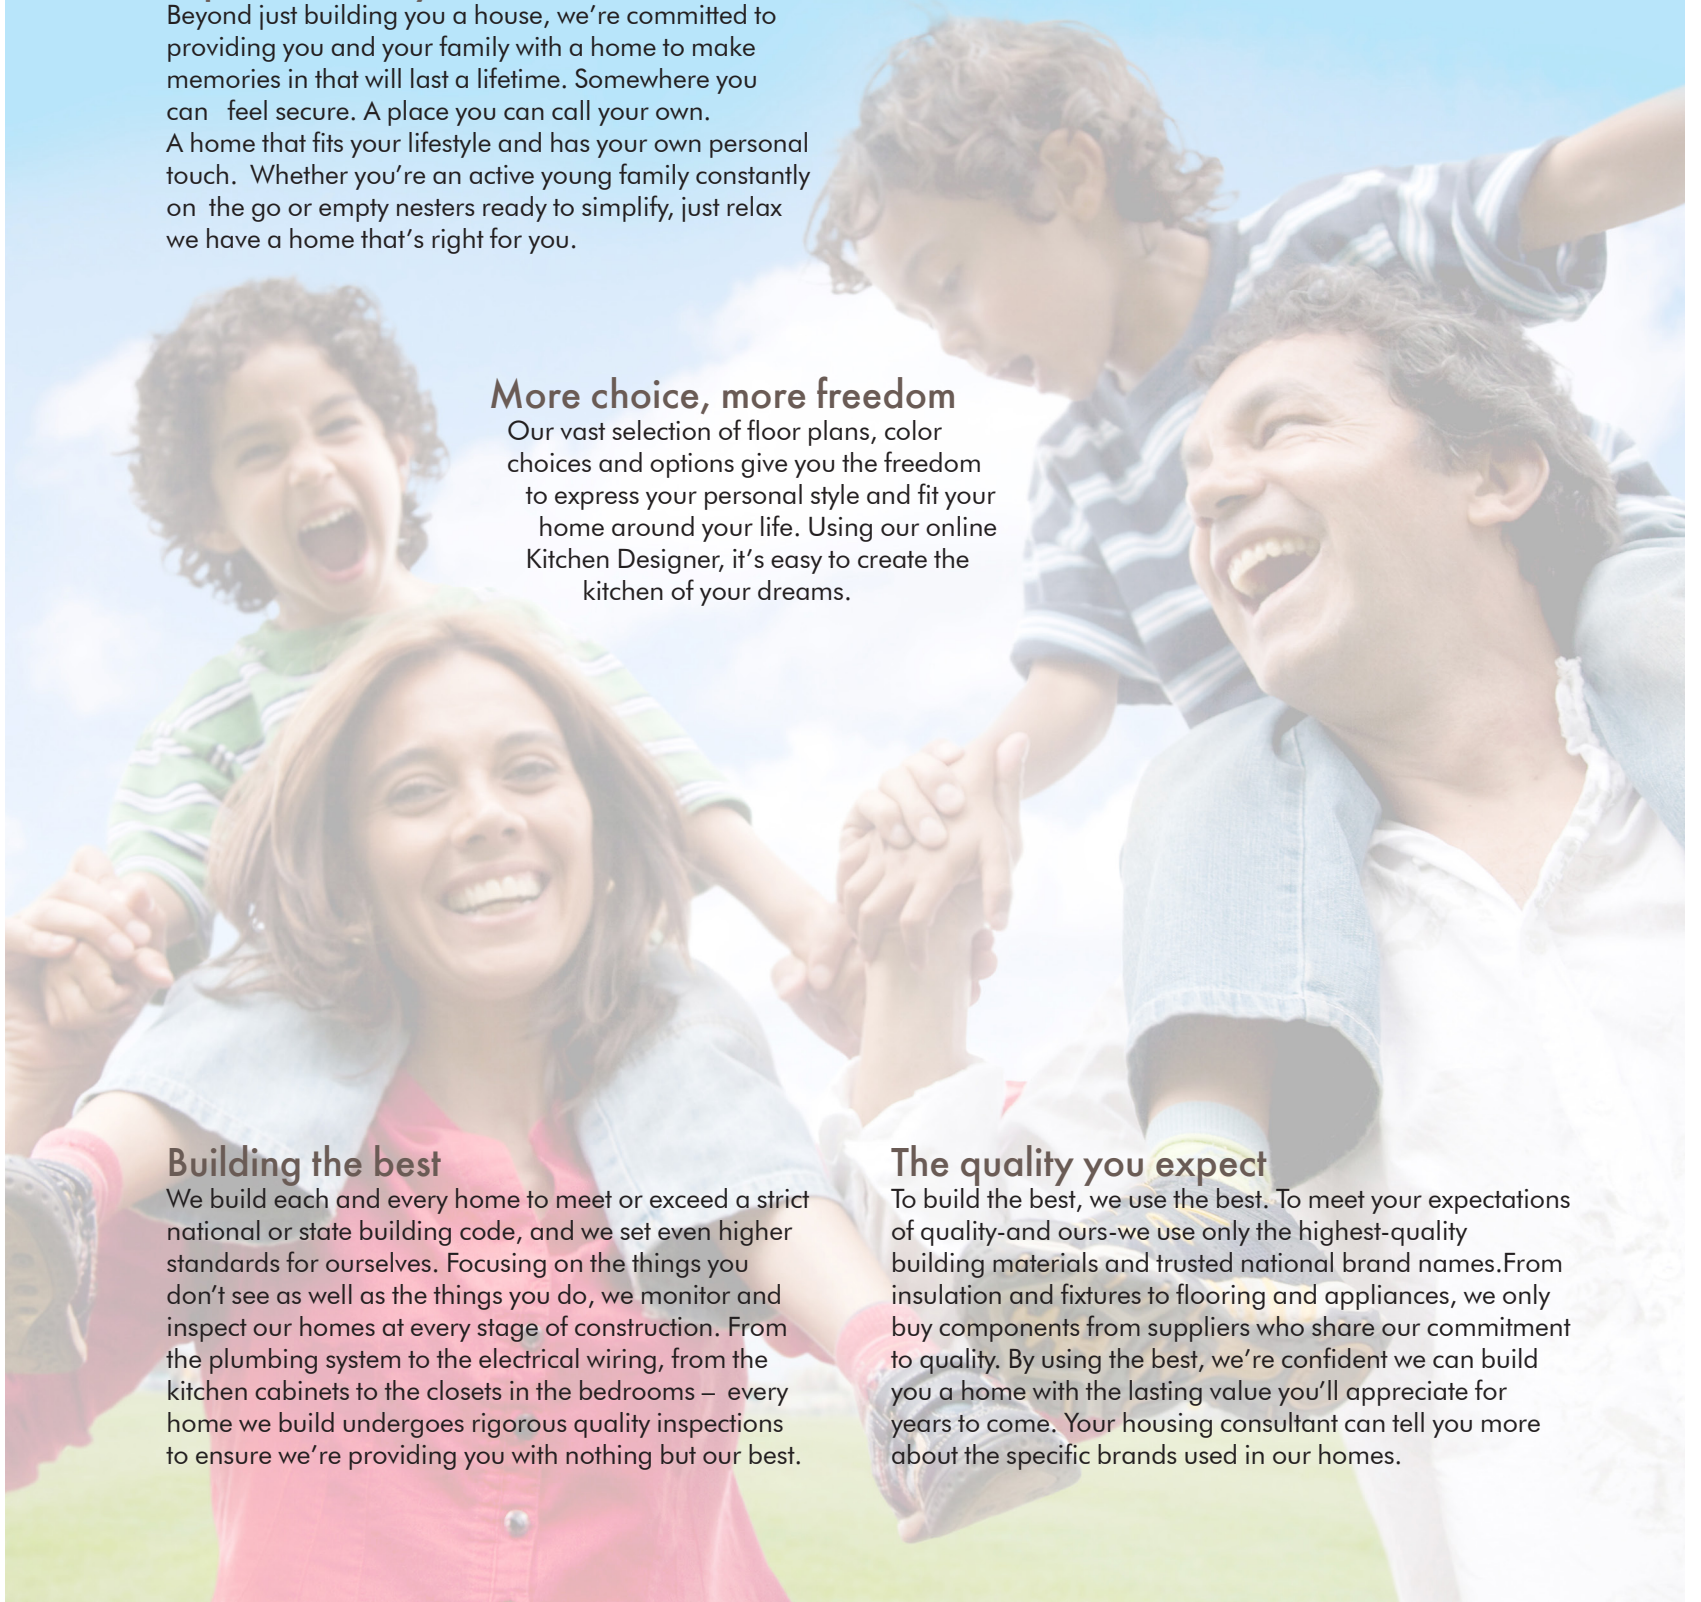 Beyond just building you a house, we're committed to
providing you and your family with a home to make
memories in that will last a lifetime. Somewhere you
can feel secure. A place you can call your own.
A home that fits your lifestyle and has your own personal
touch. Whether you're an active young family constantly
on the go or empty nesters ready to simplify, just relax
we have a home that's right for you.
More choice, more freedom
Our vast selection of floor plans, color
choices and options give you the freedom
to express your personal style and fit your
home around your life. Using our online
Kitchen Designer, it's easy to create the
kitchen of your dreams.
Building the best
We build each and every home to meet or exceed a strict
national or state building code, and we set even higher
standards for ourselves. Focusing on the things you
don't see as well as the things you do, we monitor and
inspect our homes at every stage of construction. From
the plumbing system to the electrical wiring, from the
kitchen cabinets to the closets in the bedrooms – every
home we build undergoes rigorous quality inspections
to ensure we're providing you with nothing but our best.
The quality you expect
To build the best, we use the best. To meet your expectations
of quality-and ours-we use only the highest-quality
building materials and trusted national brand names.From
insulation and fixtures to flooring and appliances, we only
buy components from suppliers who share our commitment
to quality. By using the best, we're confident we can build
you a home with the lasting value you'll appreciate for
years to come. Your housing consultant can tell you more
about the specific brands used in our homes.